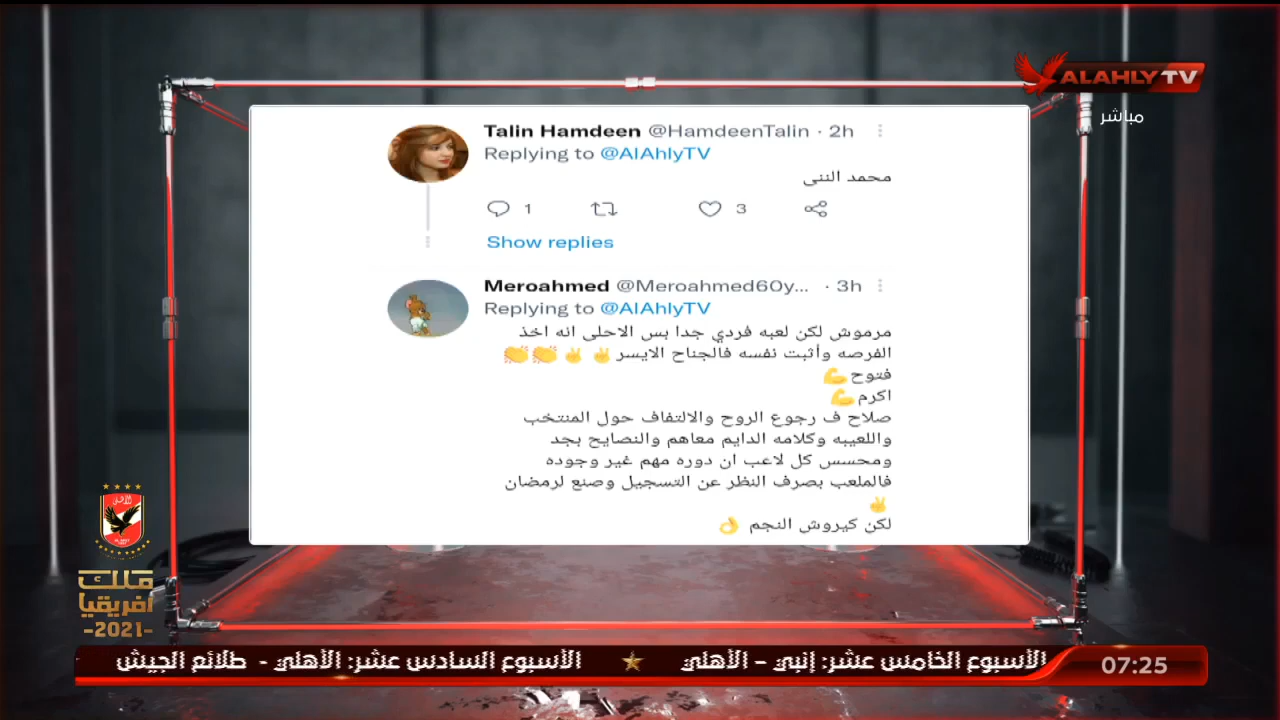 ALAHLYTV
مباشر
Talin Hamdeen @HamdeenTalin · 2h
Replying to @AlAhlyTV
محمد الننى
1 3
Show replies
Meroahmed @Meroahmed60y... · 3h
Replying to @AlAhlyTV
مرموش لكن لعبه فردي جدا بس الاحلى انه اخذ
الفرصه وأثبت نفسه فالجناح الايسر✌✌👏👏
فتوح💪
اكرم💪
صلاح ف رجوع الروح والالتفاف حول المنتخب
واللعيبه وكلامه الدايم معاهم والنصايح بجد
ومحسس كل لاعب ان دوره مهم غير وجوده
فالملعب بصرف النظر عن التسجيل وصنع لرمضان
✌
لكن كيروش النجم 👌
الأهلي
ملك
أفريقيا
-2021-
الأسبوع الخامس عشر: إنبي – الأهلي ★ الأسبوع السادس عشر: الأهلي - طلائع الجيش
07:25